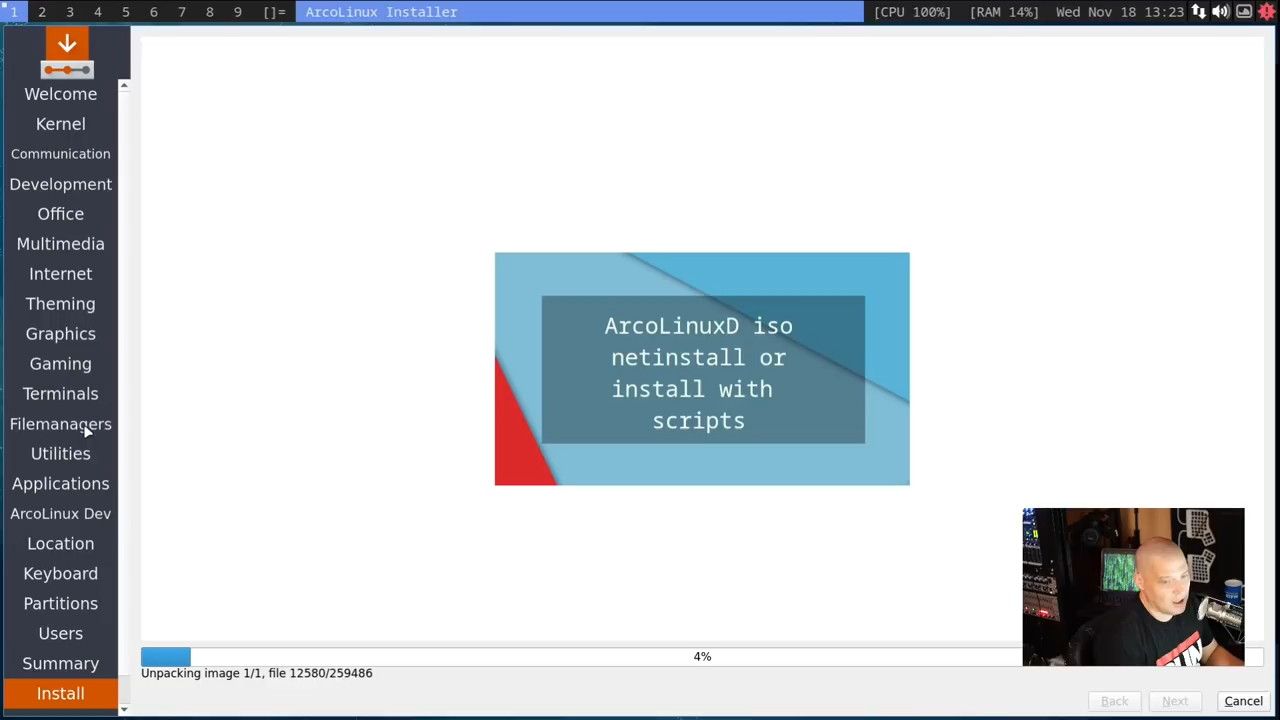 1 2 3 4 5 6 7 8 9 []= ArcoLinux Installer [CPU 100%] [RAM 14%] Wed Nov 18 13:23
Welcome
Kernel
Communication
Development
Office
Multimedia
Internet
Theming
Graphics
Gaming
Terminals
Filemanagers
Utilities
Applications
ArcoLinux Dev
Location
Keyboard
Partitions
Users
Summary
Install
ArcoLinuxD iso
netinstall or
install with
scripts
4%
Unpacking image 1/1, file 12580/259486
Back Next Cancel